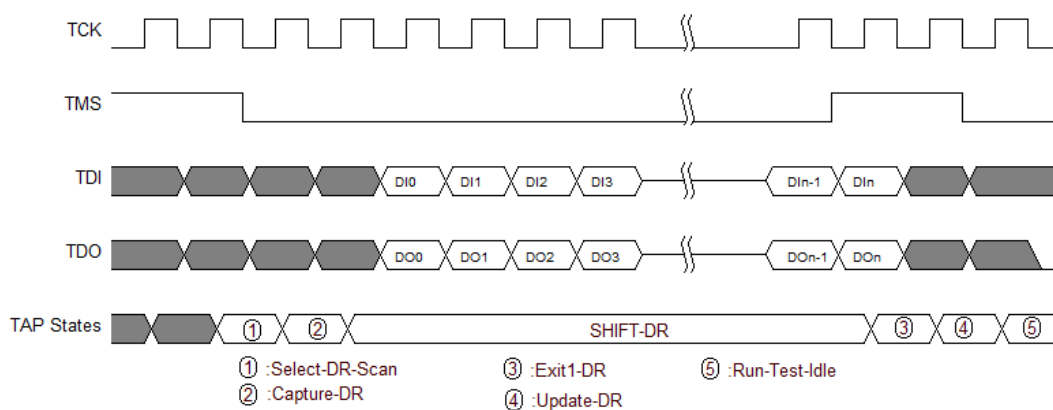 TCK
TMS
TDI DI0 DI1 DI2 DI3 DIn-1 DIn
TDO DO0 DO1 DO2 DO3 DOn-1 DOn
TAP States ① ② SHIFT-DR ③ ④ ⑤
① :Select-DR-Scan ③ :Exit1-DR ⑤ :Run-Test-Idle
② :Capture-DR ④ :Update-DR